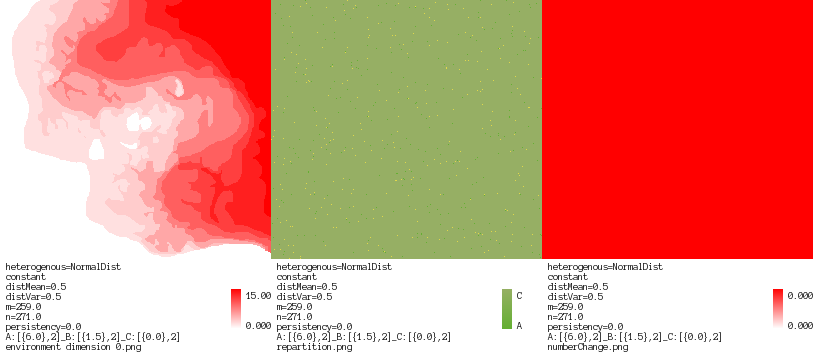 heterogenous=NormalDist
constant
distMean=0.5
distVar=0.5
m=259.0
n=271.0
persistency=0.0
A:[{6.0},2]_B:[{1.5},2]_C:[{0.0},2]
environment dimension 0.png
15.00
0.000
heterogenous=NormalDist
constant
distMean=0.5
distVar=0.5
m=259.0
n=271.0
persistency=0.0
A:[{6.0},2]_B:[{1.5},2]_C:[{0.0},2]
repartition.png
C
A
heterogenous=NormalDist
constant
distMean=0.5
distVar=0.5
m=259.0
n=271.0
persistency=0.0
A:[{6.0},2]_B:[{1.5},2]_C:[{0.0},2]
numberChange.png
0.000
0.000